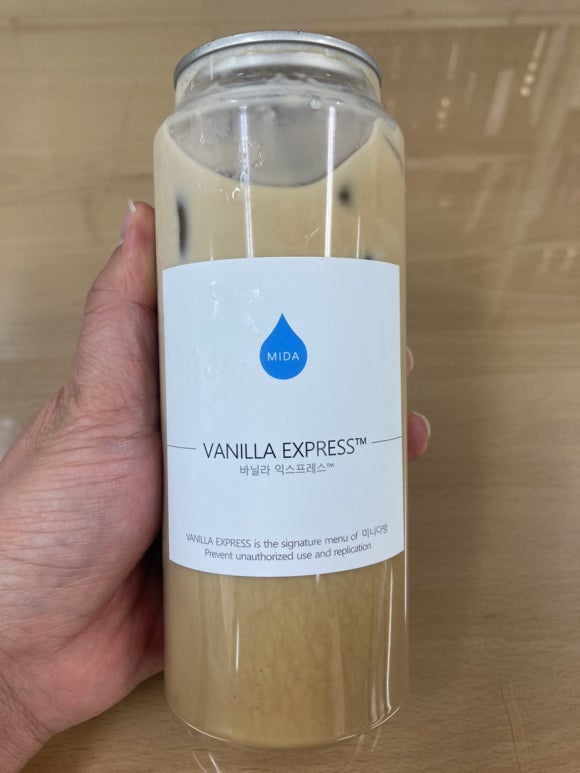 MIDA
VANILLA EXPRESS™
바닐라 익스프레스™
VANILLA EXPRESS is the signature menu of 미니다방
Prevent unauthorized use and replication